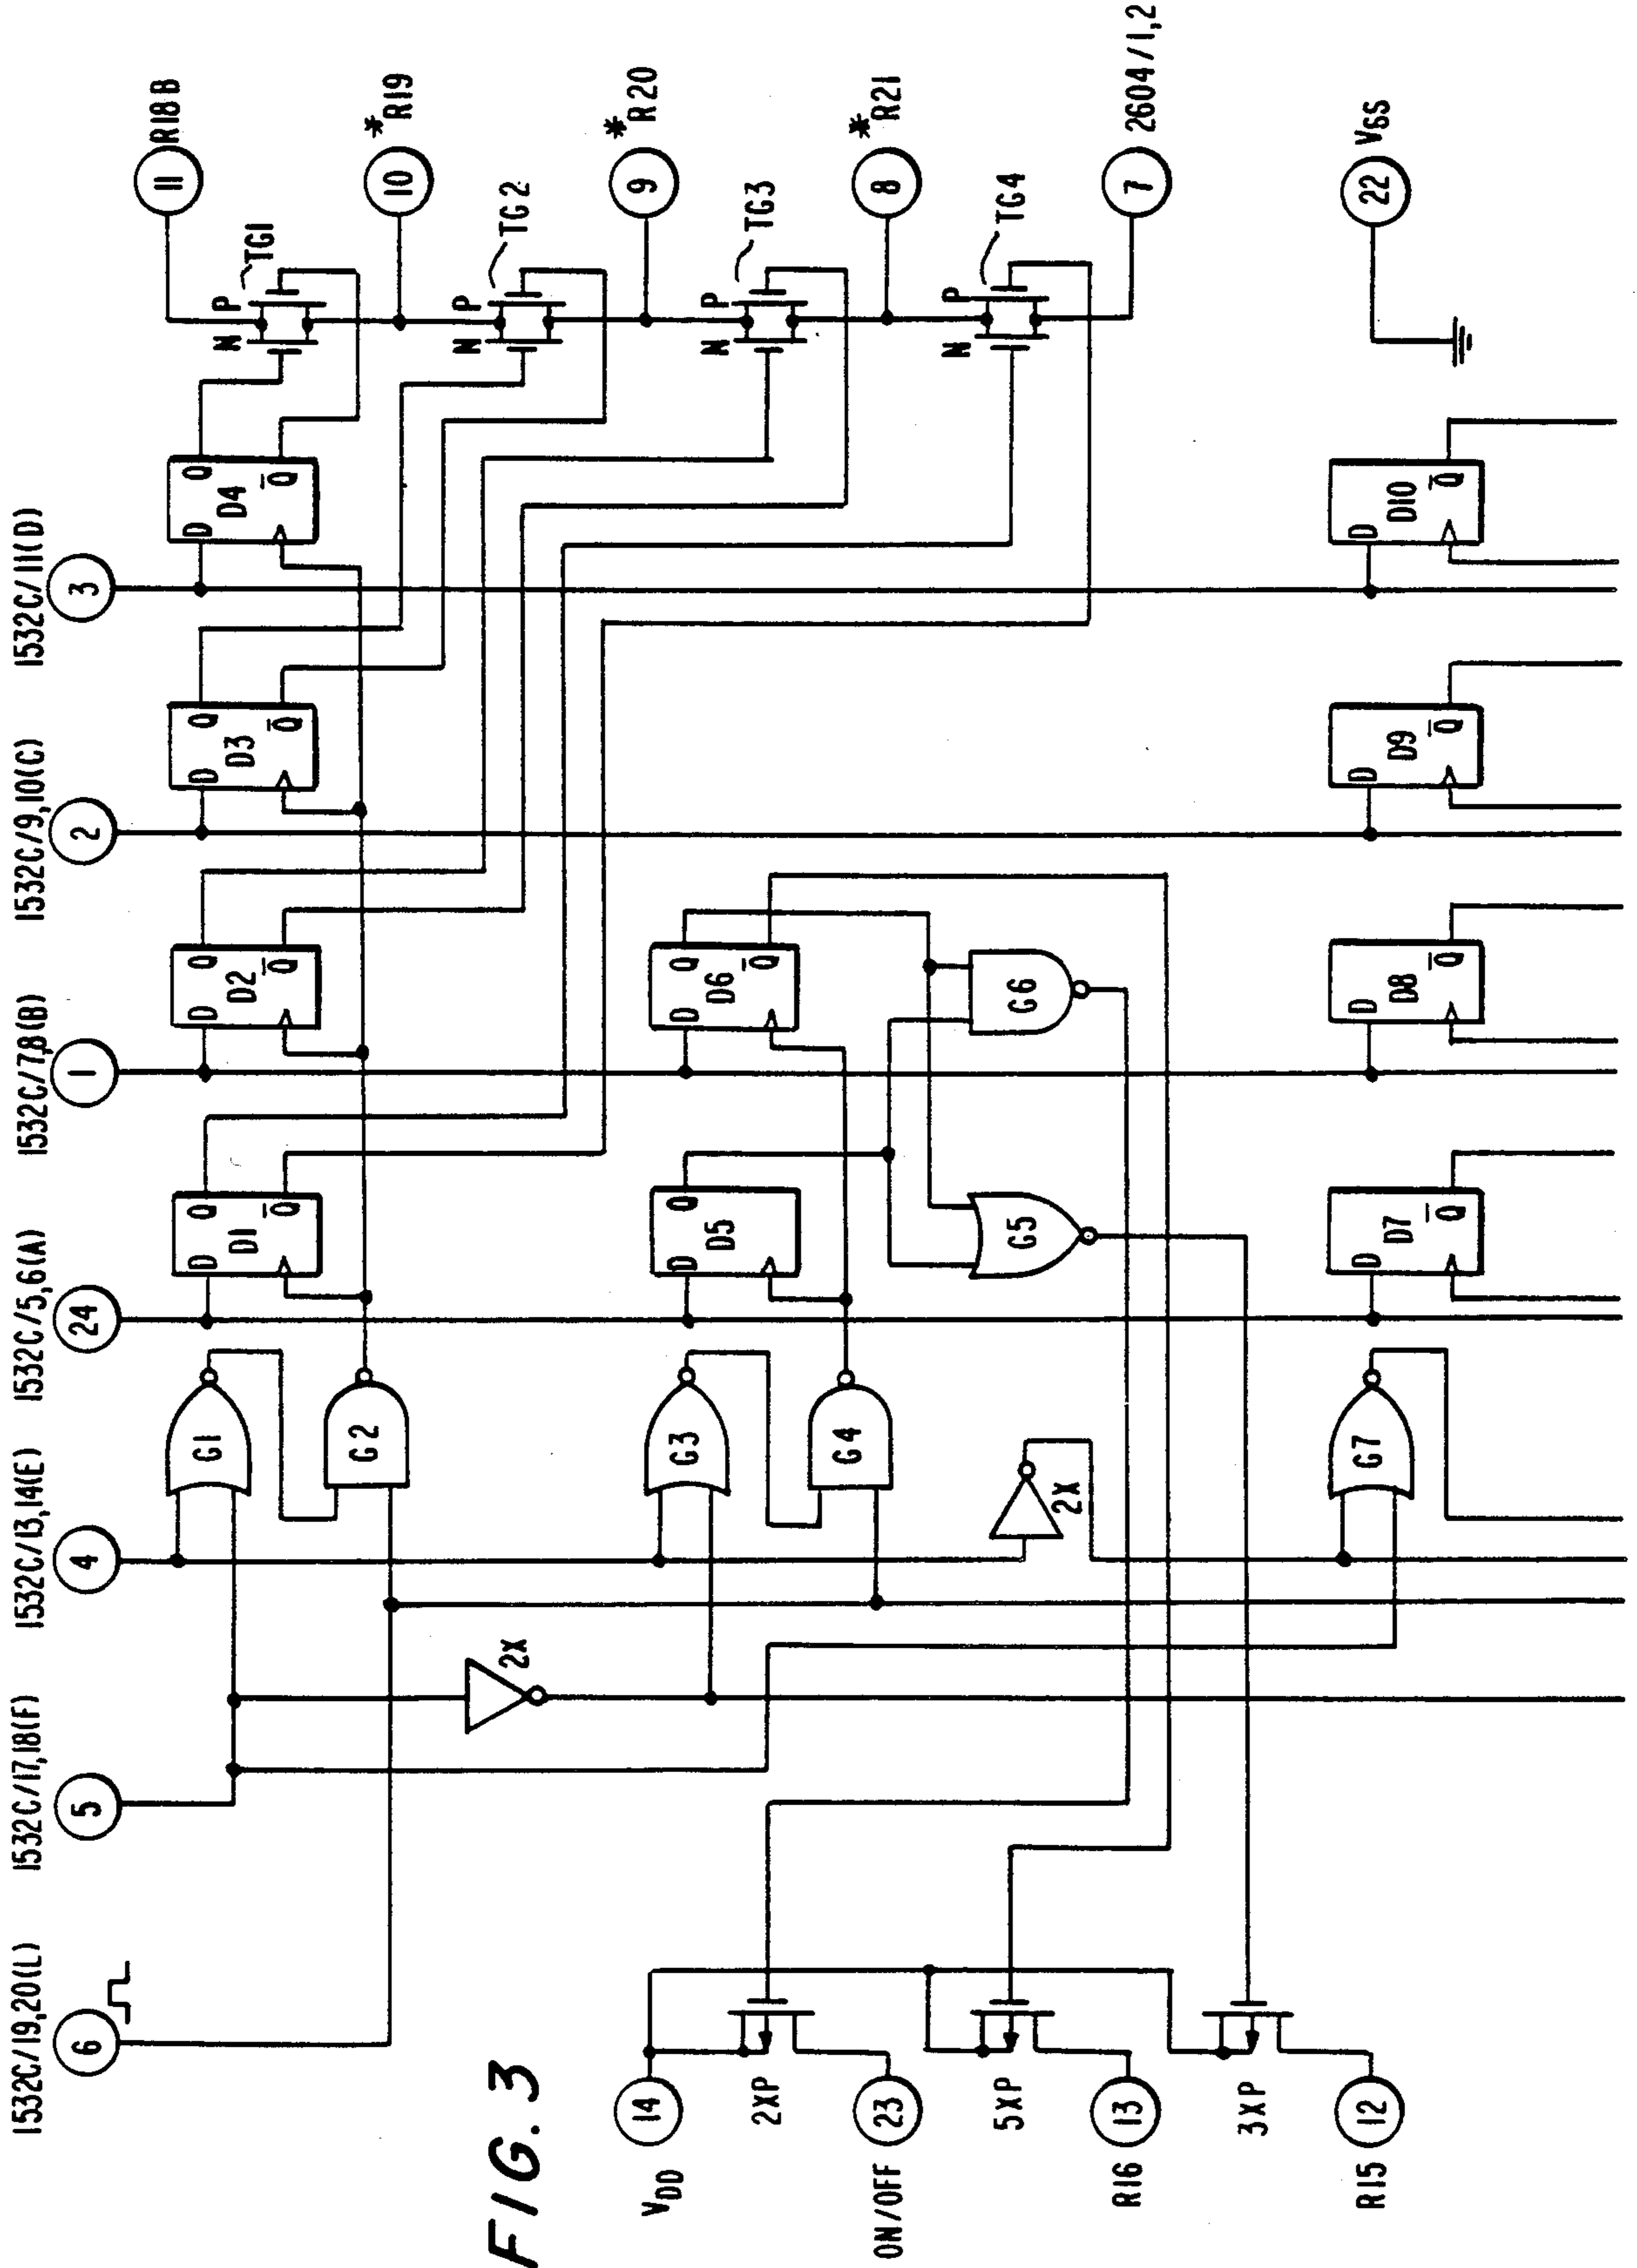 FIG. 3
1532C/19,20(L)
6
1532C/17,18(F)
5
1532C/13,14(E)
4
1532C/5,6(A)
24
1532C/7,8(B)
1
1532C/9,10(C)
2
1532C/11(D)
3
11
R18B
G1
D
Q
D1
Q̅
D
Q
D2
Q̅
D
Q
D3
Q̅
D
Q
D4
Q̅
N
P
TG1
10
*R19
G2
N
P
TG2
9
*R20
2X
G3
D
Q
D5
D
Q
D6
Q̅
N
P
TG3
8
*R21
G4
G5
G6
N
P
TG4
7
2604/1,2
2X
14
VDD
2XP
23
ON/OFF
5XP
13
R16
3XP
12
R15
G7
D
D7
Q̅
D
D8
Q̅
D
D9
Q̅
D
D10
Q̅
22
VSS